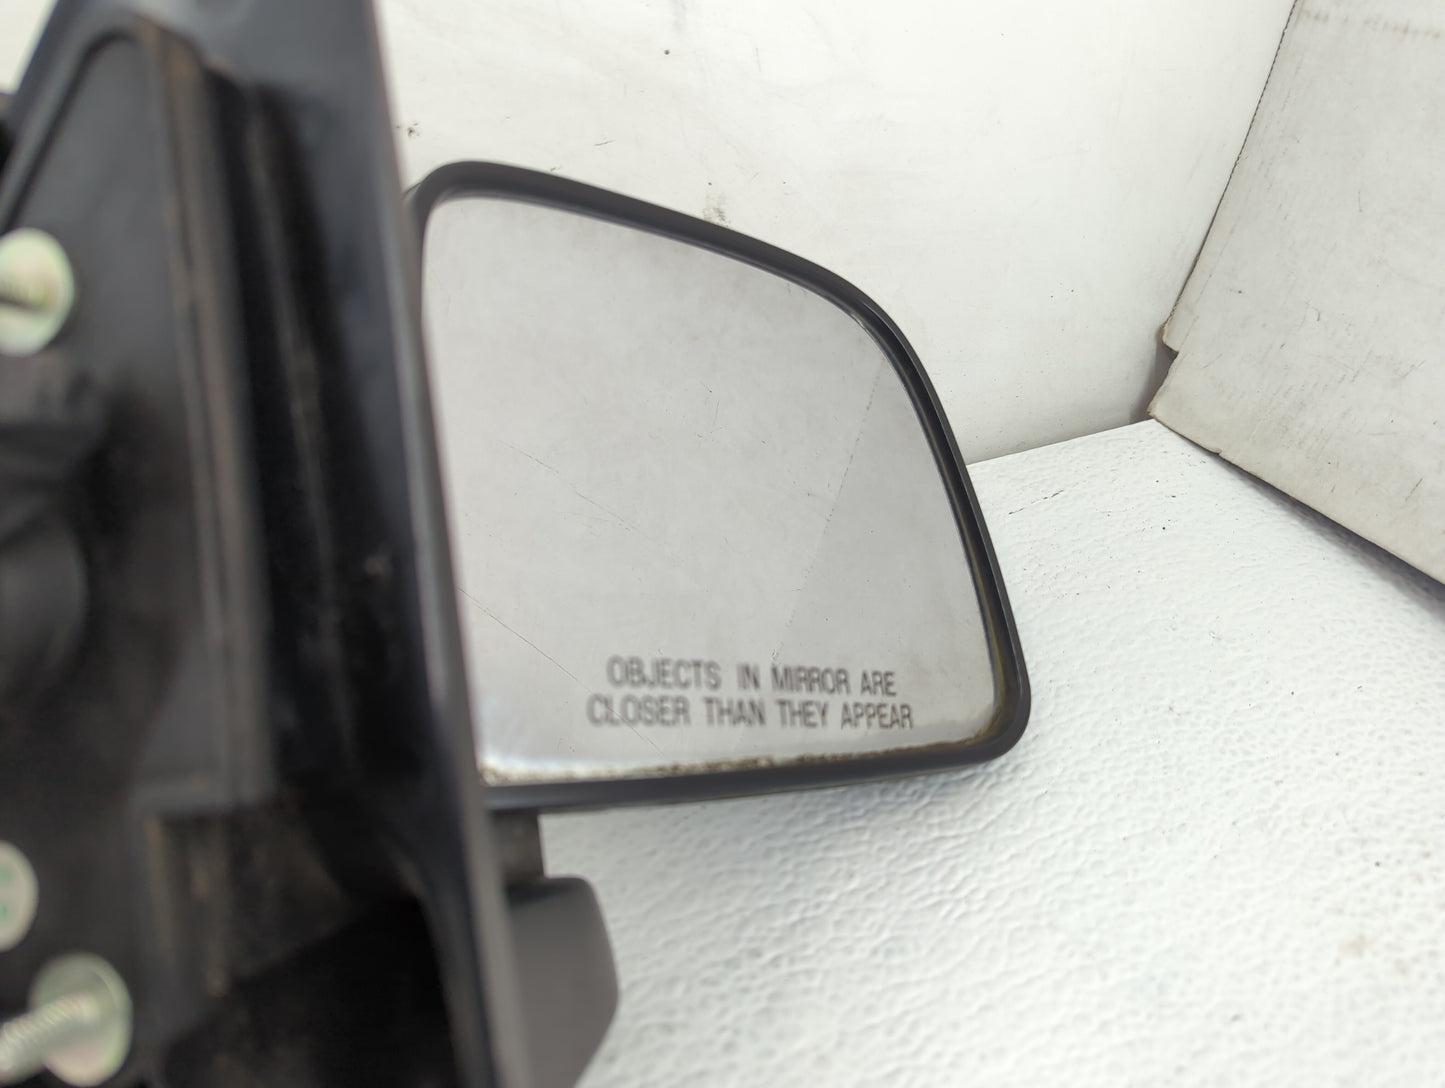 OBJECTS IN MIRROR ARE
CLOSER THAN THEY APPEAR